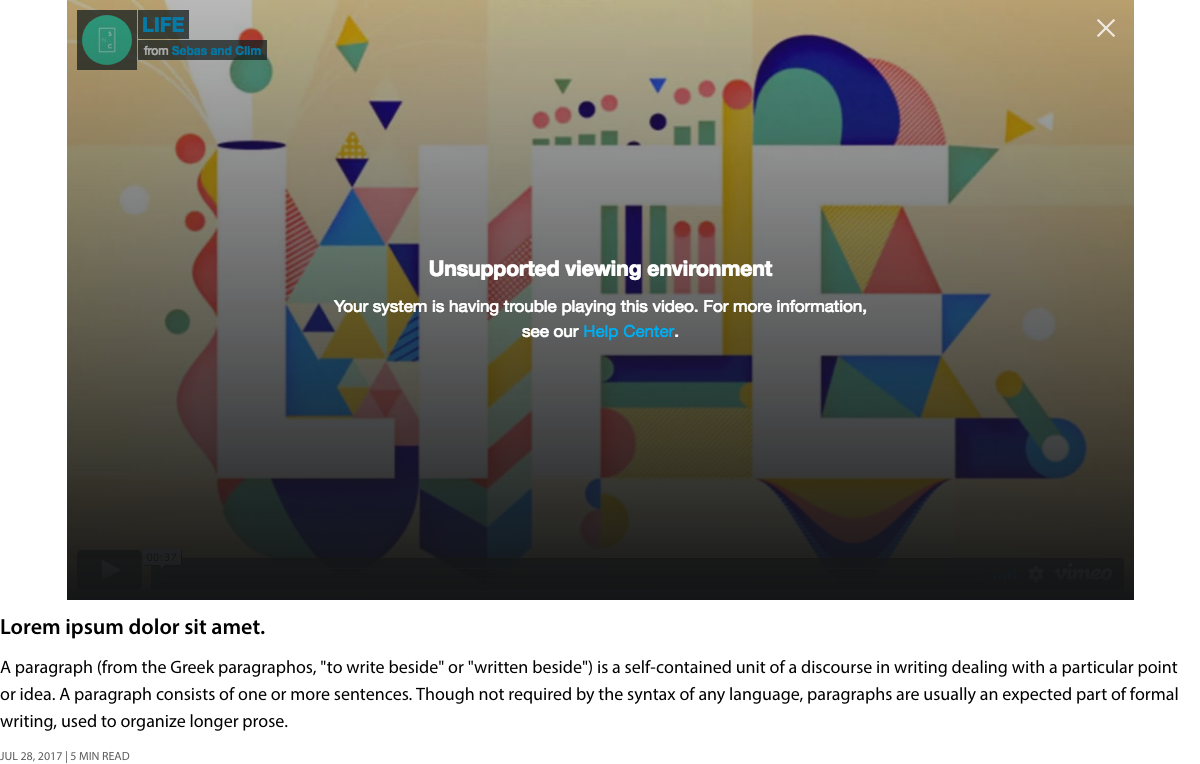 LIFE
from Sebas and Clim
S
C
LIFE
Unsupported viewing environment
Your system is having trouble playing this video. For more information,
see our Help Center.
00:37
vimeo
Lorem ipsum dolor sit amet.
A paragraph (from the Greek paragraphos, "to write beside" or "written beside") is a self-contained unit of a discourse in writing dealing with a particular point
or idea. A paragraph consists of one or more sentences. Though not required by the syntax of any language, paragraphs are usually an expected part of formal
writing, used to organize longer prose.
JUL 28, 2017 | 5 MIN READ